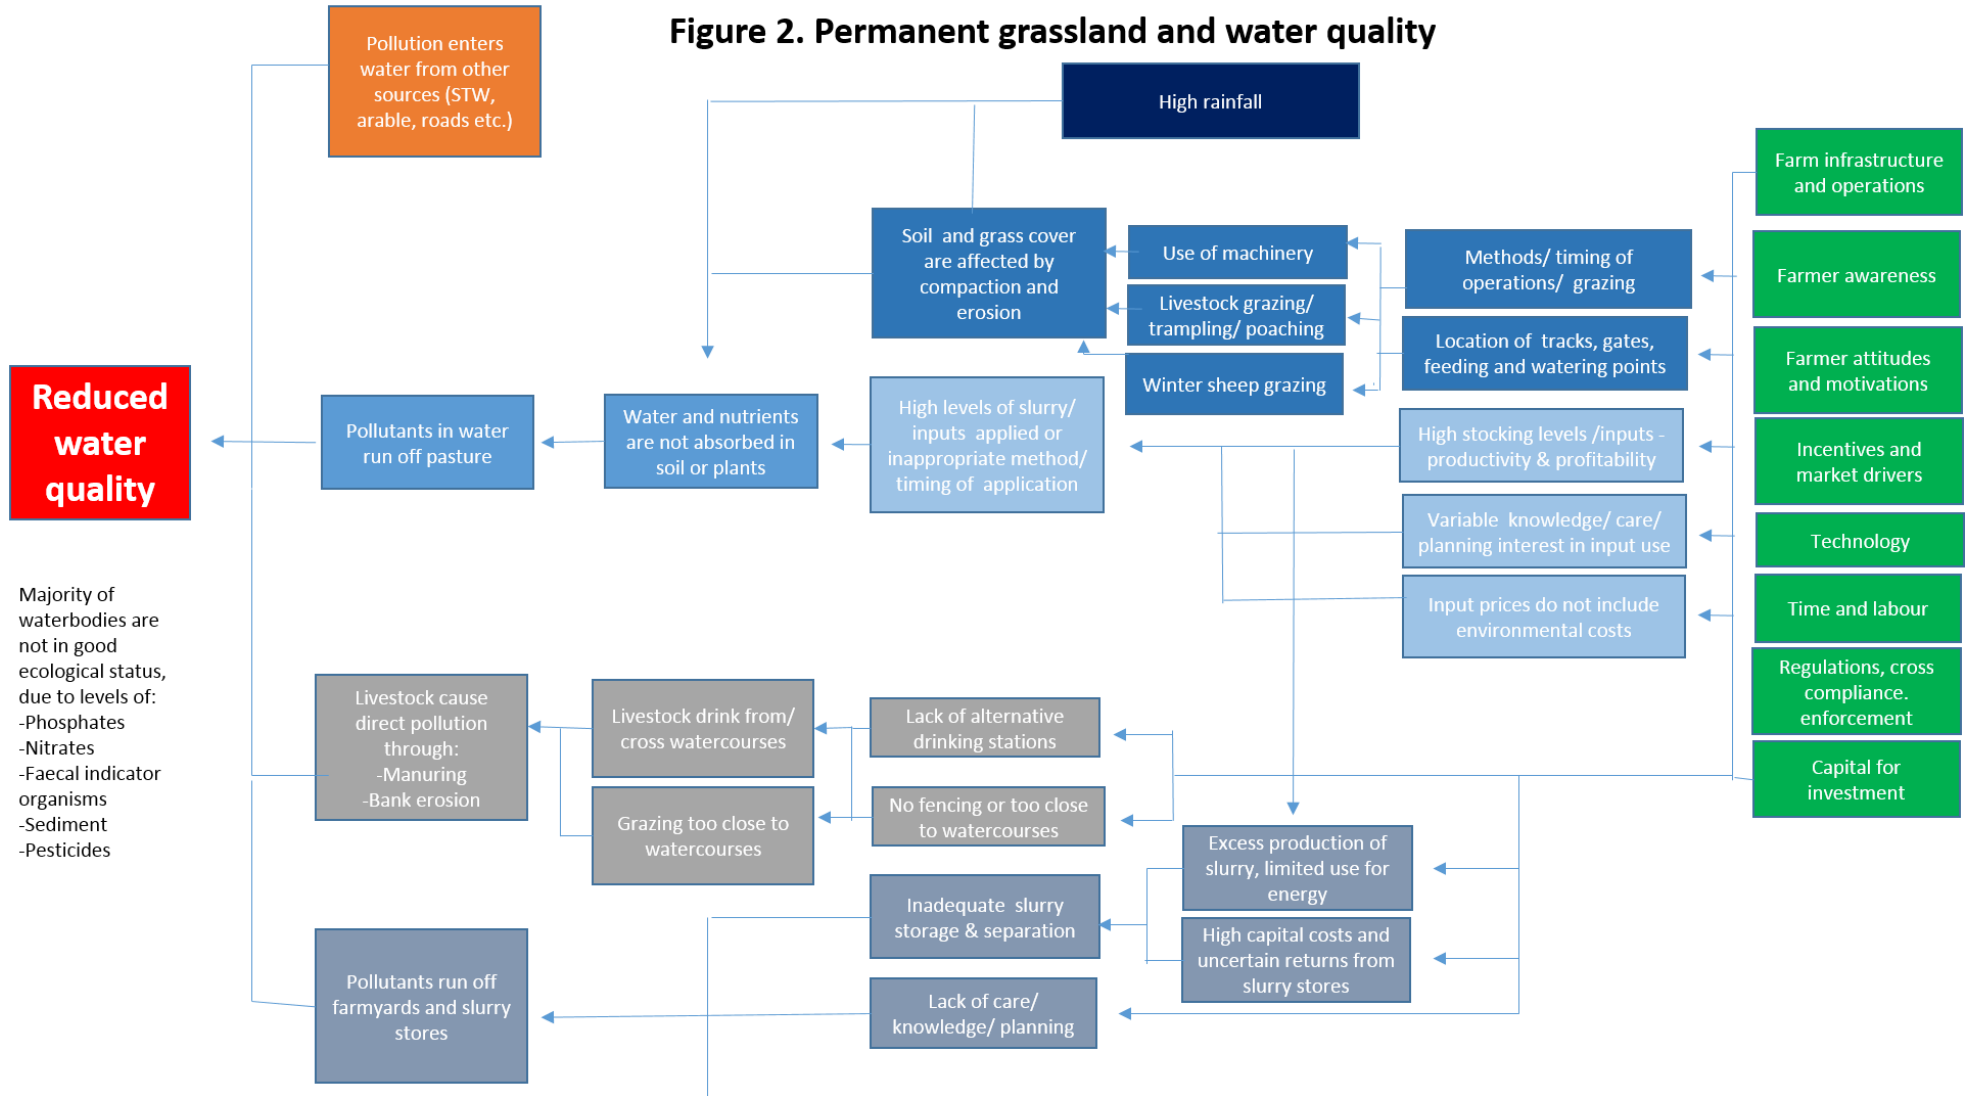 Figure 2. Permanent grassland and water quality
Pollution enters
water from other
sources (STW,
arable, roads etc.)
High rainfall
Farm infrastructure
and operations
Soil and grass cover
are affected by
compaction and
erosion
Use of machinery
Methods/ timing of
operations/ grazing
Farmer awareness
Livestock grazing/
trampling/ poaching
Location of tracks, gates,
feeding and watering points
Farmer attitudes
and motivations
Winter sheep grazing
Reduced
water
quality
Pollutants in water
run off pasture
Water and nutrients
are not absorbed in
soil or plants
High levels of slurry/
inputs applied or
inappropriate method/
timing of application
High stocking levels /inputs -
productivity & profitability
Incentives and
market drivers
Variable knowledge/ care/
planning interest in input use
Technology
Input prices do not include
environmental costs
Time and labour
Majority of
waterbodies are
not in good
ecological status,
due to levels of:
-Phosphates
-Nitrates
-Faecal indicator
organisms
-Sediment
-Pesticides
Livestock cause
direct pollution
through:
-Manuring
-Bank erosion
Livestock drink from/
cross watercourses
Lack of alternative
drinking stations
Regulations, cross
compliance.
enforcement
Grazing too close to
watercourses
No fencing or too close
to watercourses
Capital for
investment
Excess production of
slurry, limited use for
energy
Inadequate slurry
storage & separation
High capital costs and
uncertain returns from
slurry stores
Pollutants run off
farmyards and slurry
stores
Lack of care/
knowledge/ planning